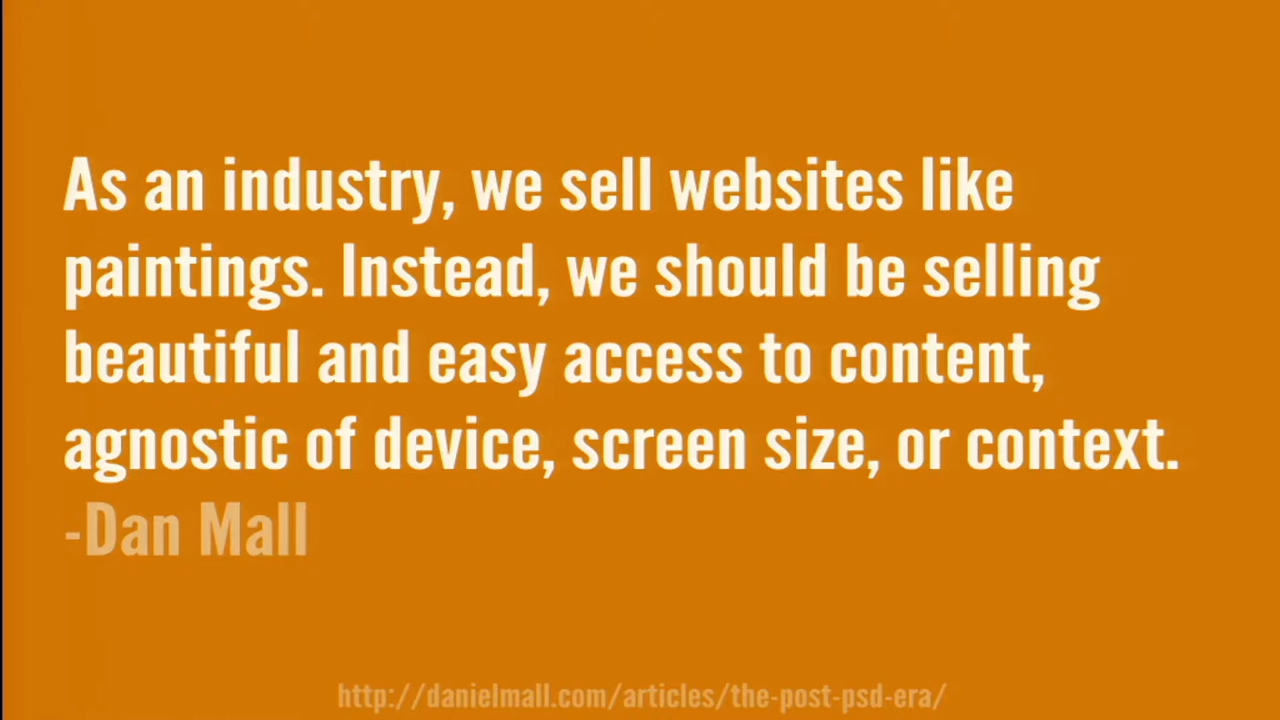 As an industry, we sell websites like
paintings. Instead, we should be selling
beautiful and easy access to content,
agnostic of device, screen size, or context.
-Dan Mall
http://danielmall.com/articles/the-post-psd-era/